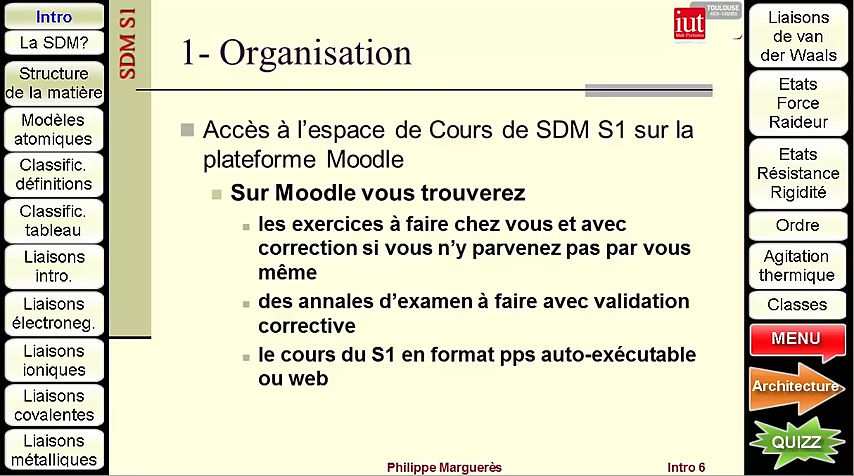 Intro
La SDM?
Structure
de la matière
Modèles
atomiques
Classific.
définitions
Classific.
tableau
Liaisons
intro.
Liaisons
électroneg.
Liaisons
ioniques
Liaisons
covalentes
Liaisons
métalliques
SDM S1
1- Organisation
iut
TOULOUSE
Accès à l'espace de Cours de SDM S1 sur la
plateforme Moodle
Sur Moodle vous trouverez
les exercices à faire chez vous et avec
correction si vous n'y parvenez pas par vous
même
des annales d'examen à faire avec validation
corrective
le cours du S1 en format pps auto-exécutable
ou web
Philippe Marguerès
Intro 6
Liaisons
de van
der Waals
Etats
Force
Raideur
Etats
Résistance
Rigidité
Ordre
Agitation
thermique
Classes
MENU
Architecture
QUIZZ